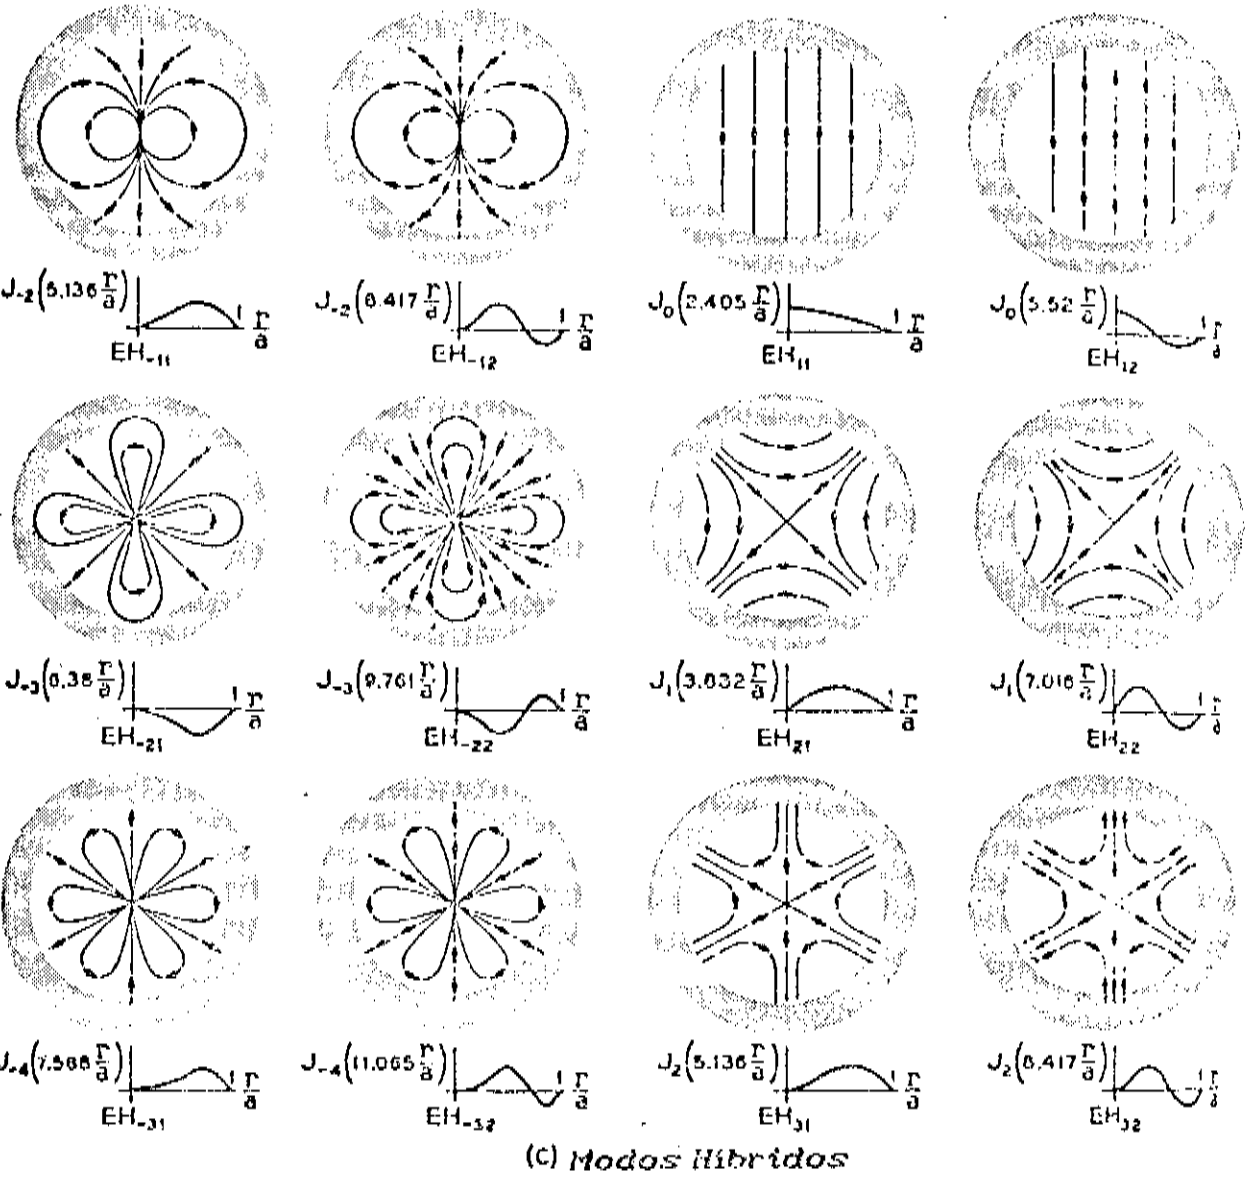 J₋₂(5.136 r/a) 1 r/a
EH₋₁₁
J₋₂(8.417 r/a) 1 r/a
EH₋₁₂
J₀(2.405 r/a) 1 r/a
EH₁₁
J₀(5.52 r/a) 1 r/a
EH₁₂
J₋₃(6.38 r/a) 1 r/a
EH₋₂₁
J₋₃(9.761 r/a) 1 r/a
EH₋₂₂
J₁(3.832 r/a) 1 r/a
EH₂₁
J₁(7.016 r/a) 1 r/a
EH₂₂
J₋₄(7.588 r/a) 1 r/a
EH₋₃₁
J₋₄(11.065 r/a) 1 r/a
EH₋₃₂
J₂(5.136 r/a) 1 r/a
EH₃₁
J₂(8.417 r/a) 1 r/a
EH₃₂
(c) Modos Híbridos